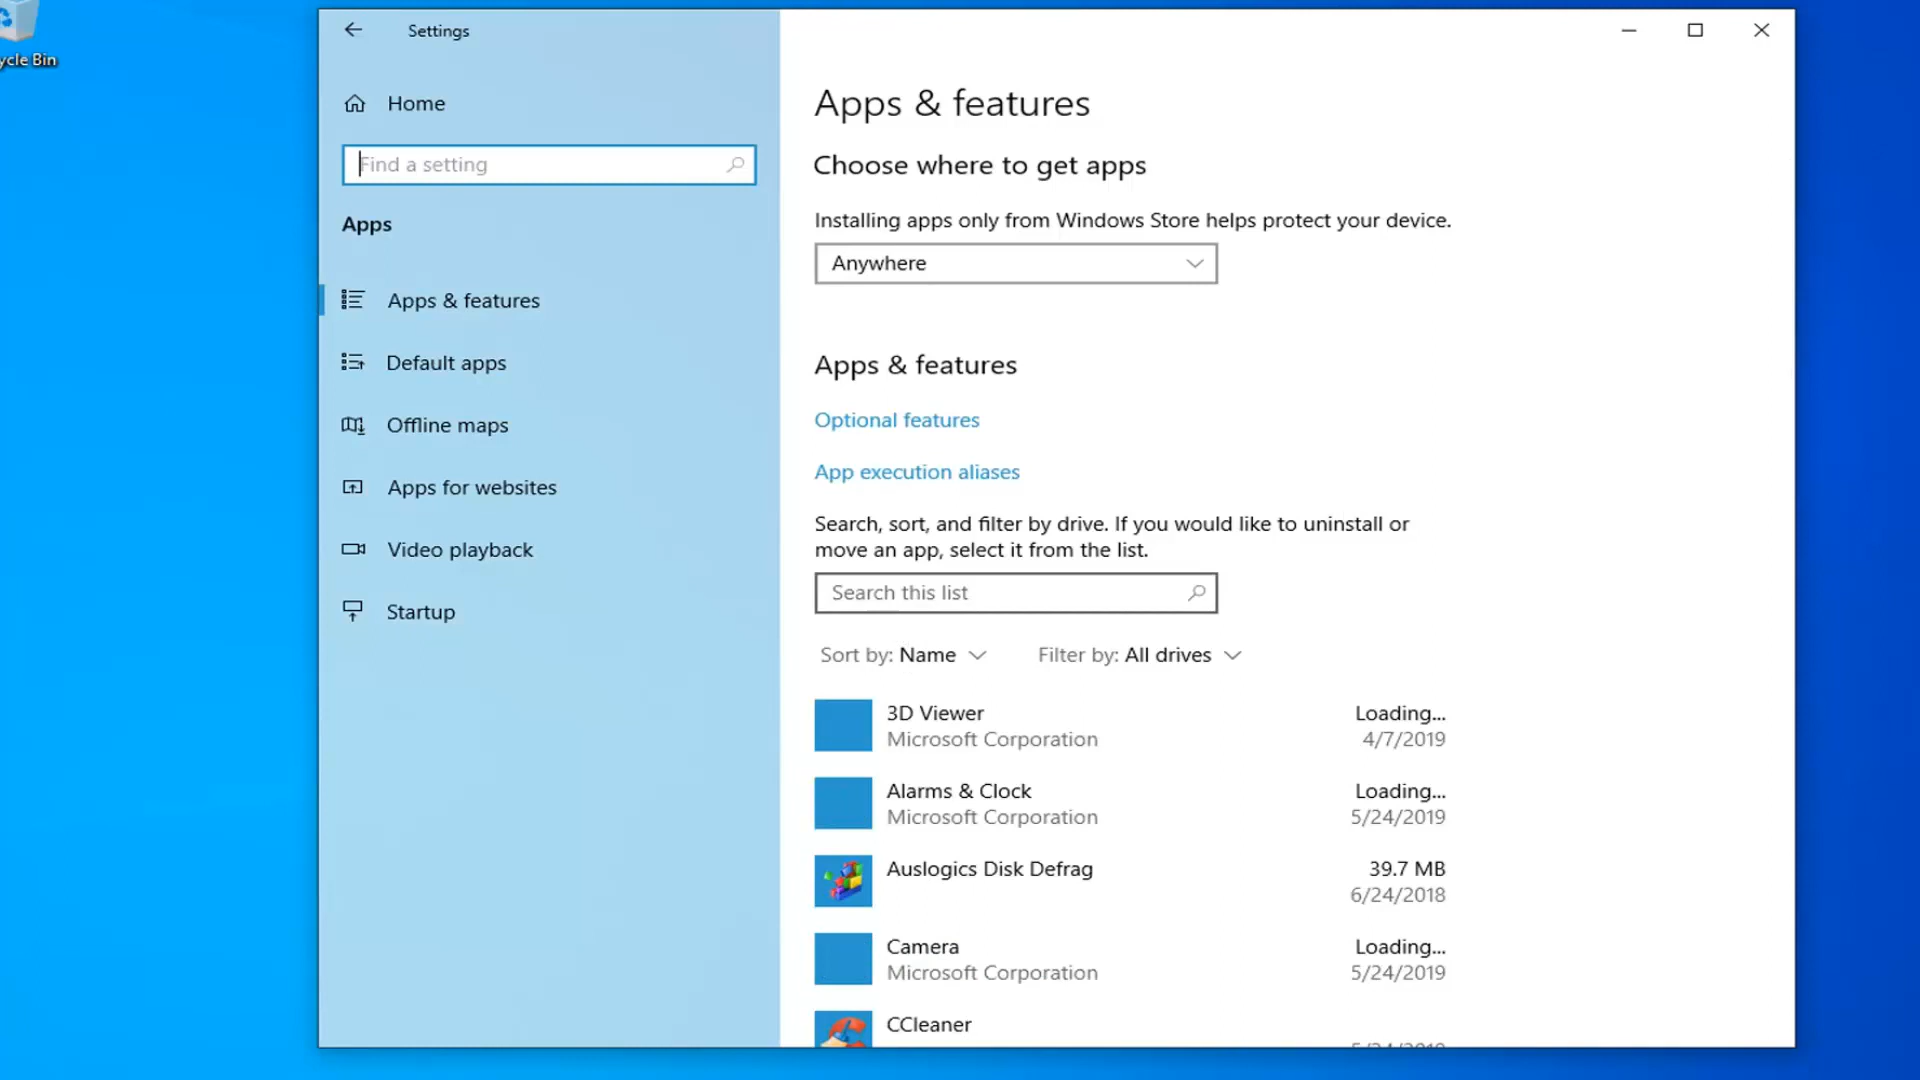 ycle Bin
Settings
Home
Find a setting
Apps
Apps & features
Default apps
Offline maps
Apps for websites
Video playback
Startup
Apps & features
Choose where to get apps
Installing apps only from Windows Store helps protect your device.
Anywhere
Apps & features
Optional features
App execution aliases
Search, sort, and filter by drive. If you would like to uninstall or
move an app, select it from the list.
Search this list
Sort by: Name Filter by: All drives
3D Viewer Loading...
Microsoft Corporation 4/7/2019
Alarms & Clock Loading...
Microsoft Corporation 5/24/2019
Auslogics Disk Defrag 39.7 MB
6/24/2018
Camera Loading...
Microsoft Corporation 5/24/2019
CCleaner